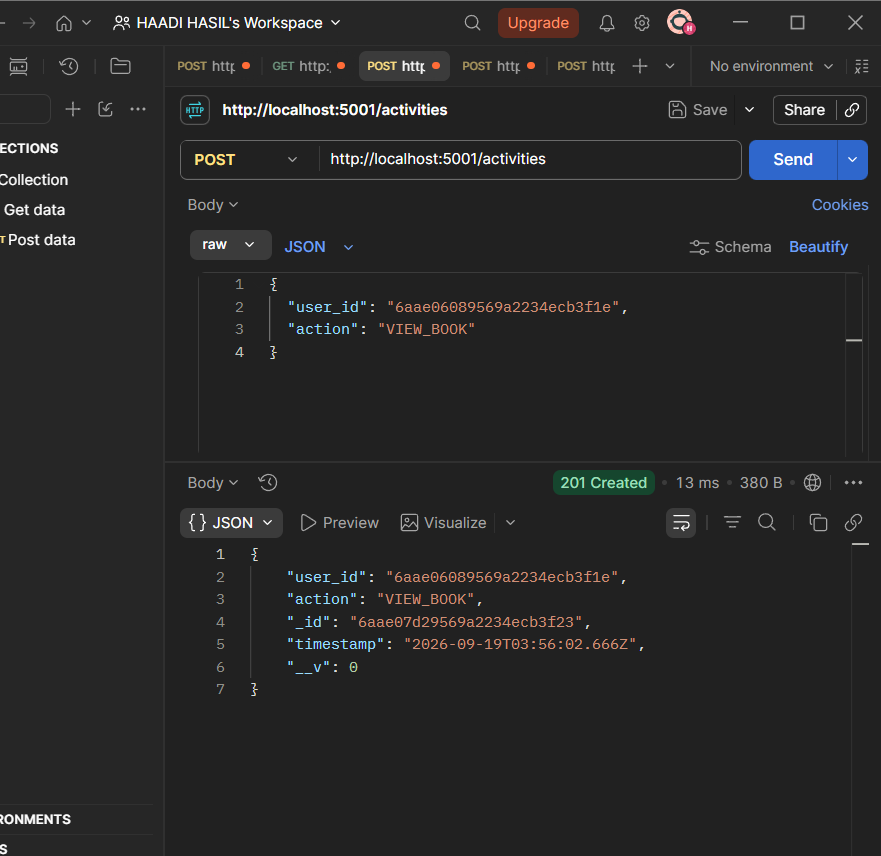 HAADI HASIL's Workspace Upgrade H
POST http GET http: POST http POST http POST http No environment
HTTP http://localhost:5001/activities Save Share
ECTIONS
Collection
Get data
T Post data
POST http://localhost:5001/activities Send
Body Cookies
raw JSON Schema Beautify
1 {
2 "user_id": "6aae06089569a2234ecb3f1e",
3 "action": "VIEW_BOOK"
4 }
Body 201 Created • 13 ms • 380 B •
{} JSON Preview Visualize
1 {
2 "user_id": "6aae06089569a2234ecb3f1e",
3 "action": "VIEW_BOOK",
4 "_id": "6aae07d29569a2234ecb3f23",
5 "timestamp": "2026-09-19T03:56:02.666Z",
6 "__v": 0
7 }
RONMENTS
S